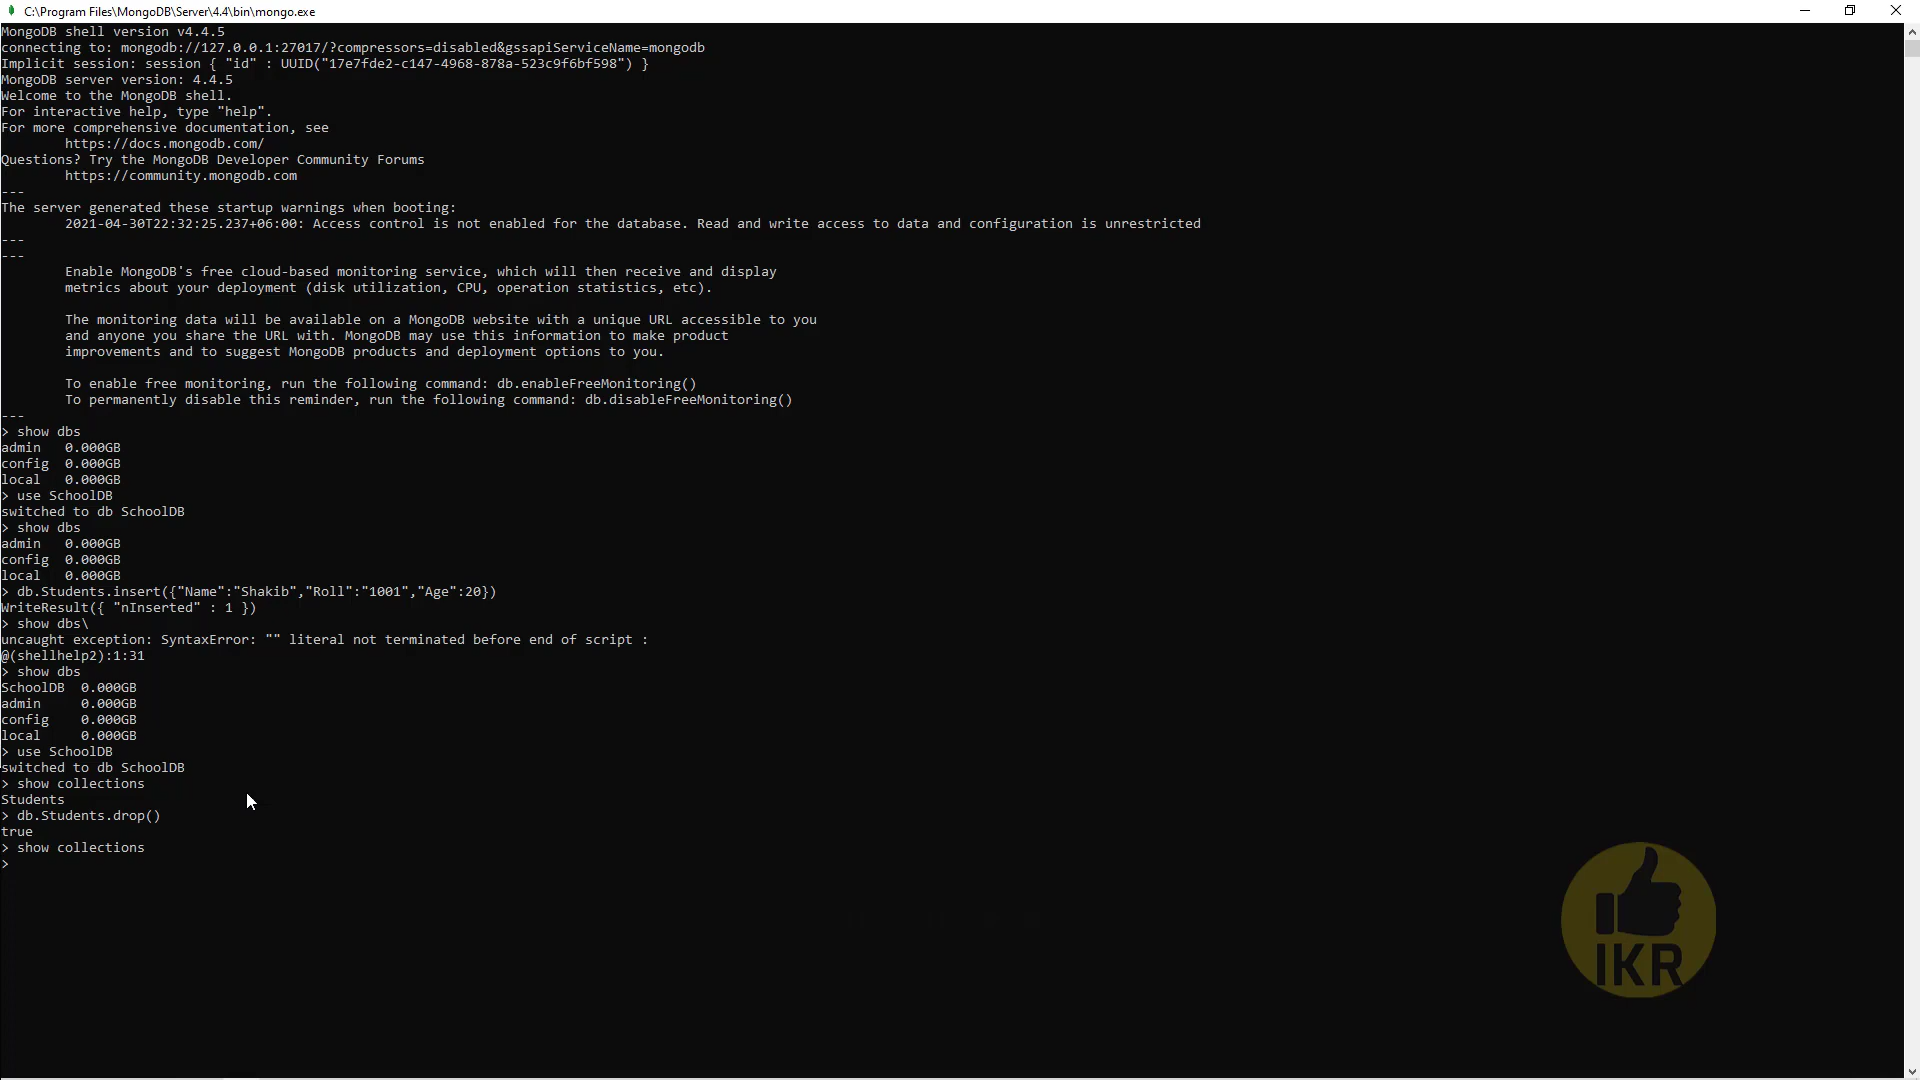 C:\Program Files\MongoDB\Server\4.4\bin\mongo.exe
MongoDB shell version v4.4.5
connecting to: mongodb://127.0.0.1:27017/?compressors=disabled&gssapiServiceName=mongodb
Implicit session: session { "id" : UUID("17e7fde2-c147-4968-878a-523c9f6bf598") }
MongoDB server version: 4.4.5
Welcome to the MongoDB shell.
For interactive help, type "help".
For more comprehensive documentation, see
https://docs.mongodb.com/
Questions? Try the MongoDB Developer Community Forums
https://community.mongodb.com
---
The server generated these startup warnings when booting:
2021-04-30T22:32:25.237+06:00: Access control is not enabled for the database. Read and write access to data and configuration is unrestricted
---
---
Enable MongoDB's free cloud-based monitoring service, which will then receive and display
metrics about your deployment (disk utilization, CPU, operation statistics, etc).
The monitoring data will be available on a MongoDB website with a unique URL accessible to you
and anyone you share the URL with. MongoDB may use this information to make product
improvements and to suggest MongoDB products and deployment options to you.
To enable free monitoring, run the following command: db.enableFreeMonitoring()
To permanently disable this reminder, run the following command: db.disableFreeMonitoring()
---
> show dbs
admin   0.000GB
config  0.000GB
local   0.000GB
> use SchoolDB
switched to db SchoolDB
> show dbs
admin   0.000GB
config  0.000GB
local   0.000GB
> db.Students.insert({"Name":"Shakib","Roll":"1001","Age":20})
WriteResult({ "nInserted" : 1 })
> show dbs\
uncaught exception: SyntaxError: "" literal not terminated before end of script :
@(shellhelp2):1:31
> show dbs
SchoolDB  0.000GB
admin     0.000GB
config    0.000GB
local     0.000GB
> use SchoolDB
switched to db SchoolDB
> show collections
Students
> db.Students.drop()
true
> show collections
>
IKR